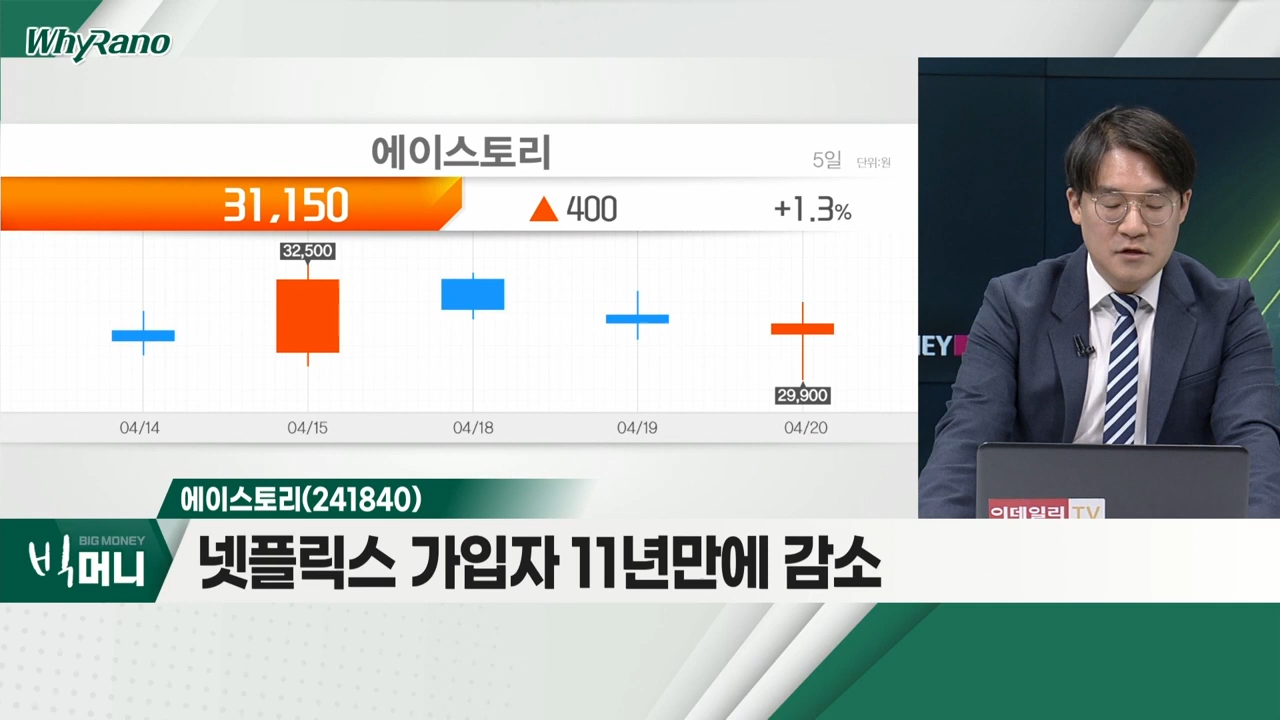 WhyRano
에이스토리
5일 단위:원
31,150 ▲400 +1.3%
32,500
29,900
04/14 04/15 04/18 04/19 04/20
NEY
이데일리 TV
에이스토리(241840)
BIG MONEY
빅머니
넷플릭스 가입자 11년만에 감소